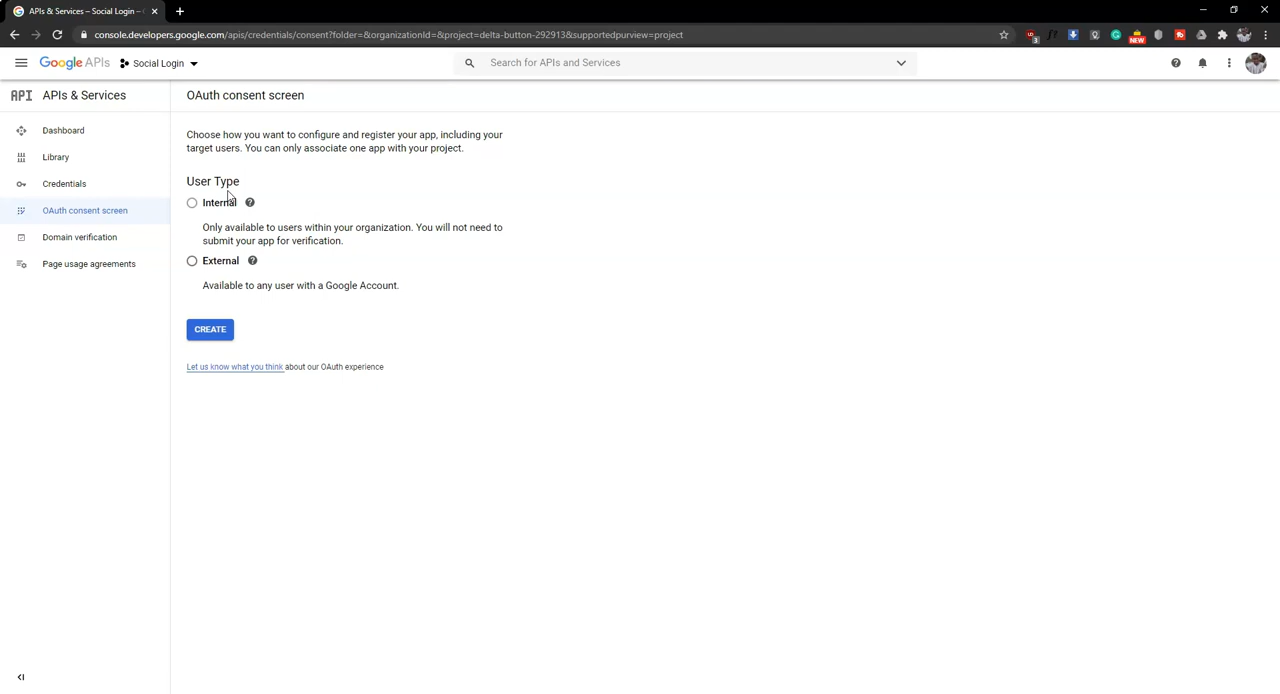 APIs & Services – Social Login –
console.developers.google.com/apis/credentials/consent?folder=&organizationId=&project=delta-button-292913&supportedpurview=project
3
NEW
Google APIs
Social Login
Search for APIs and Services
API APIs & Services
OAuth consent screen
Dashboard
Library
Credentials
OAuth consent screen
Domain verification
Page usage agreements
Choose how you want to configure and register your app, including your
target users. You can only associate one app with your project.
User Type
Internal
Only available to users within your organization. You will not need to
submit your app for verification.
External
Available to any user with a Google Account.
CREATE
Let us know what you think about our OAuth experience